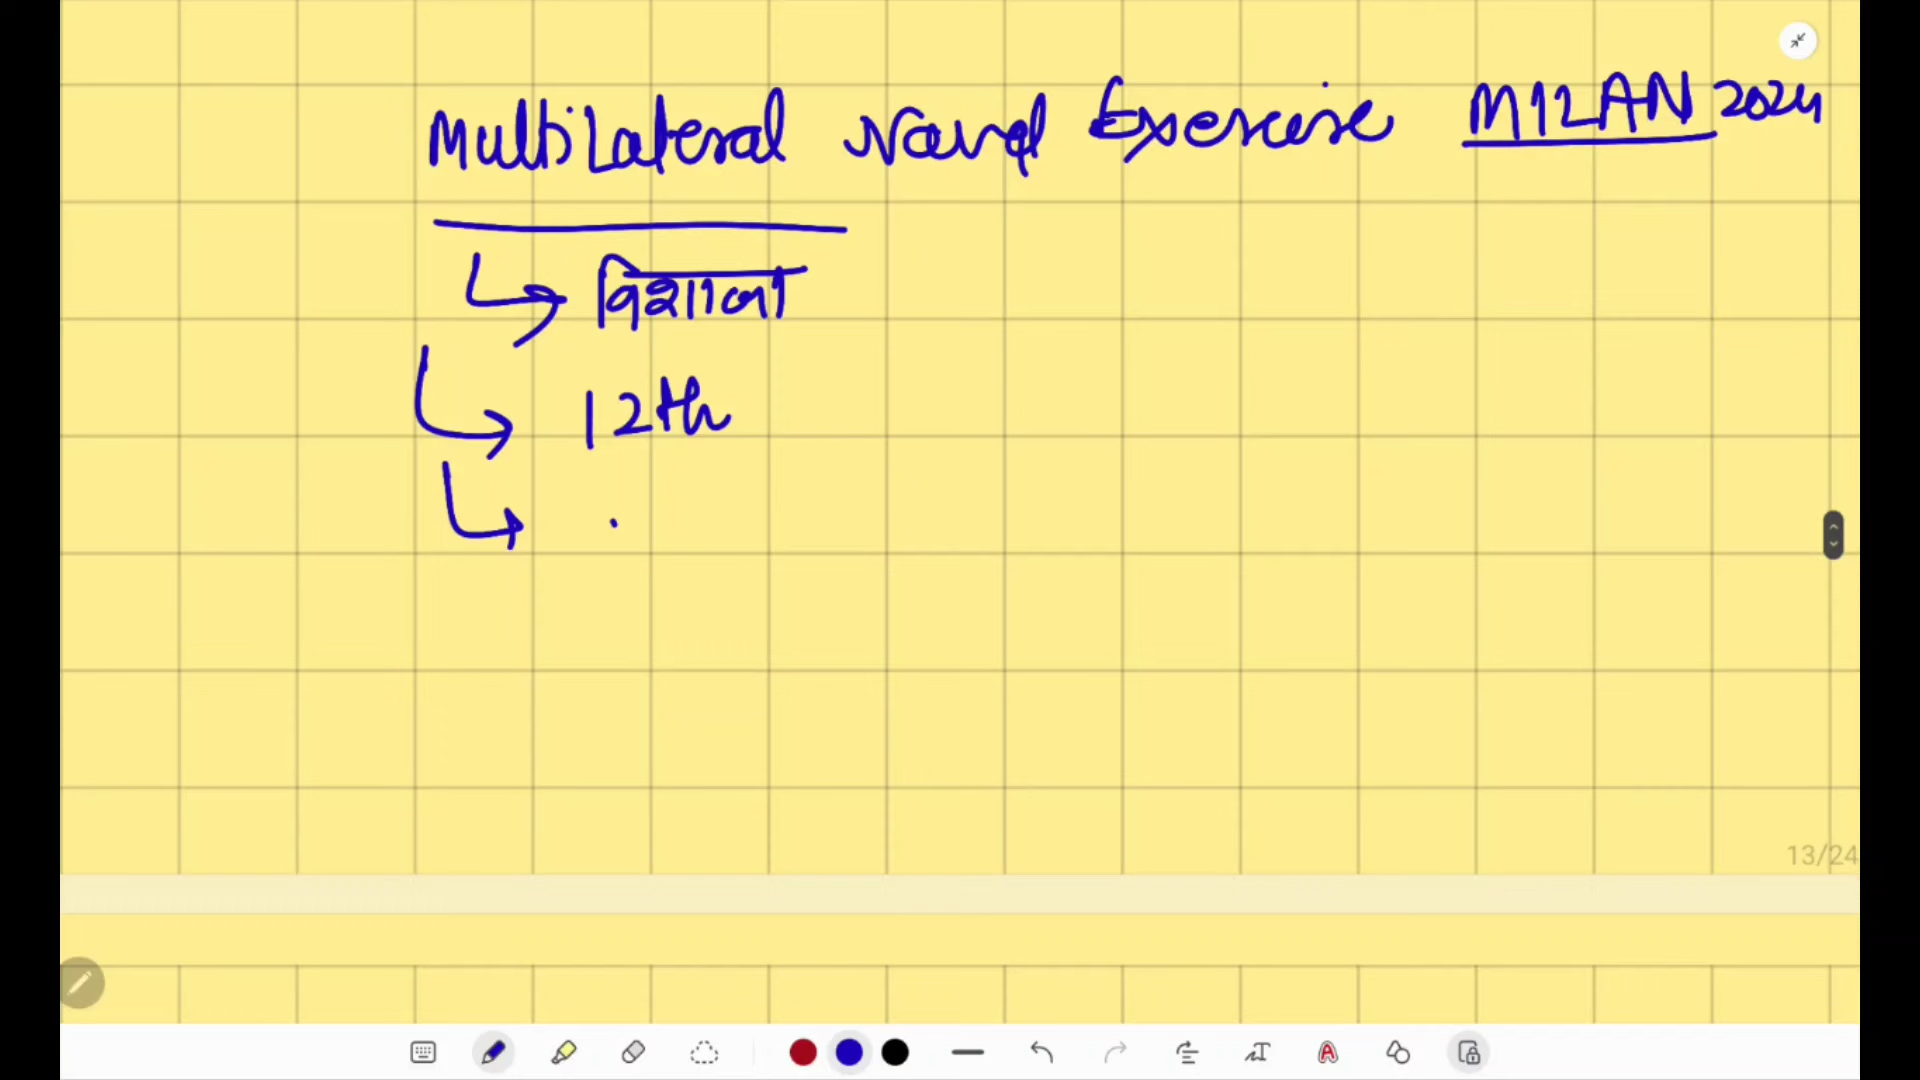 Multilateral Naval Exercise MILAN 2024
विशाखा
12th
13/24